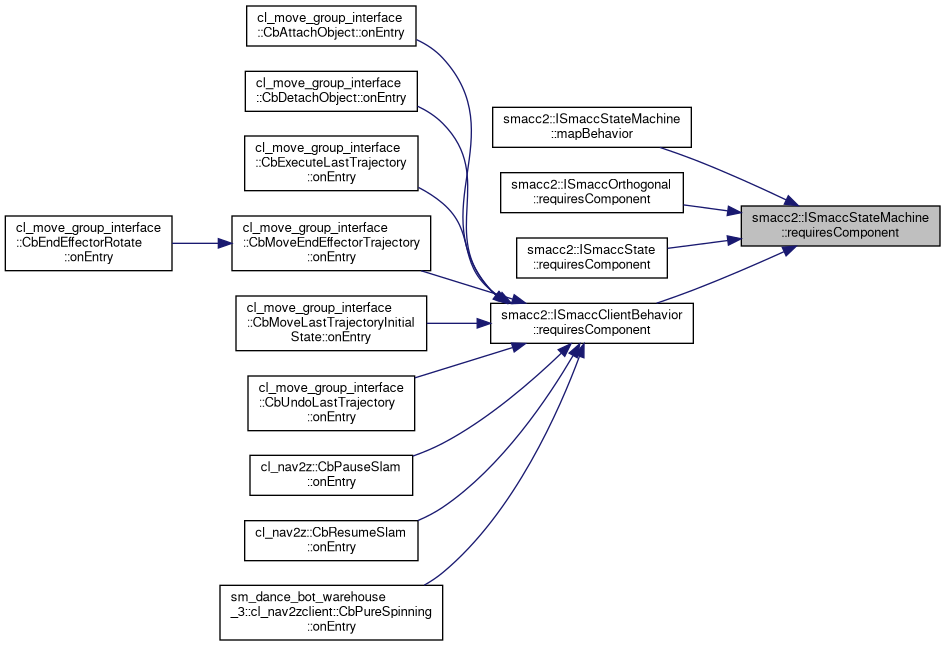 cl_move_group_interface
::CbAttachObject::onEntry
cl_move_group_interface
::CbDetachObject::onEntry
cl_move_group_interface
::CbExecuteLastTrajectory
::onEntry
cl_move_group_interface
::CbEndEffectorRotate
::onEntry
cl_move_group_interface
::CbMoveEndEffectorTrajectory
::onEntry
cl_move_group_interface
::CbMoveLastTrajectoryInitial
State::onEntry
cl_move_group_interface
::CbUndoLastTrajectory
::onEntry
cl_nav2z::CbPauseSlam
::onEntry
cl_nav2z::CbResumeSlam
::onEntry
sm_dance_bot_warehouse
_3::cl_nav2zclient::CbPureSpinning
::onEntry
smacc2::ISmaccStateMachine
::mapBehavior
smacc2::ISmaccOrthogonal
::requiresComponent
smacc2::ISmaccState
::requiresComponent
smacc2::ISmaccClientBehavior
::requiresComponent
smacc2::ISmaccStateMachine
::requiresComponent